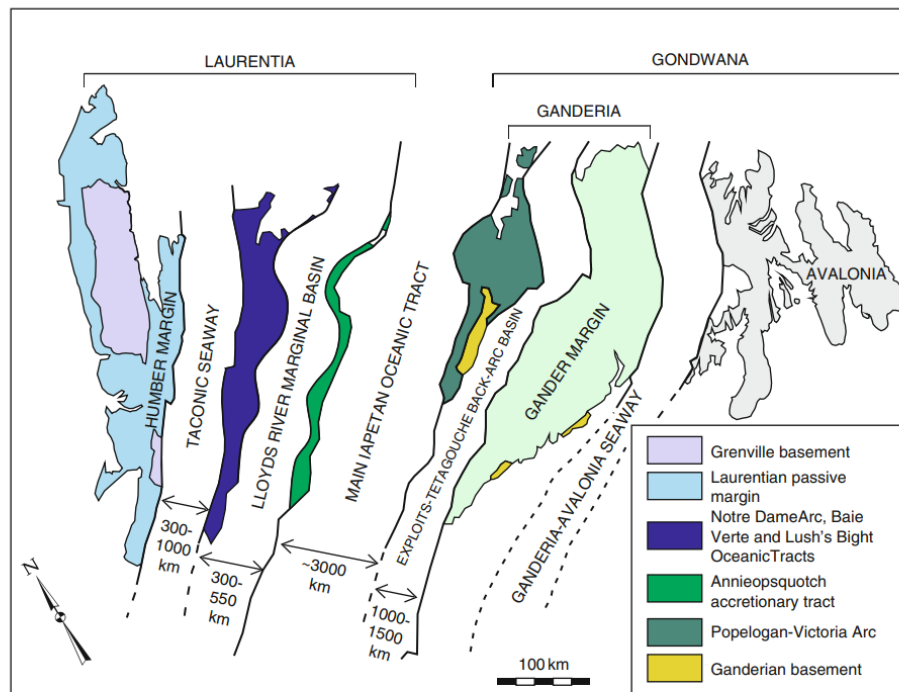 LAURENTIA
GONDWANA
GANDERIA
HUMBER MARGIN
TACONIC SEAWAY
LLOYDS RIVER MARGINAL BASIN
MAIN IAPETAN OCEANIC TRACT
EXPLOITS-TETAGOUCHE BACK-ARC BASIN
GANDER MARGIN
GANDERIA-AVALONIA SEAWAY
AVALONIA
300-
1000
km
300-
550
km
~3000
km
1000-
1500
km
N
100 km
Grenville basement
Laurentian passive
margin
Notre DameArc, Baie
Verte and Lush's Bight
OceanicTracts
Annieopsquotch
accretionary tract
Popelogan-Victoria Arc
Ganderian basement